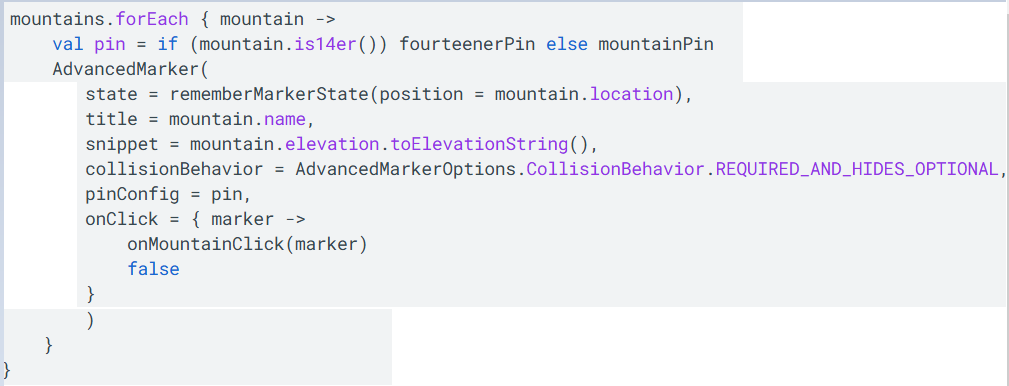 mountains.forEach { mountain ->
    val pin = if (mountain.is14er()) fourteenerPin else mountainPin
    AdvancedMarker(
       state = rememberMarkerState(position = mountain.location),
       title = mountain.name,
       snippet = mountain.elevation.toElevationString(),
       collisionBehavior = AdvancedMarkerOptions.CollisionBehavior.REQUIRED_AND_HIDES_OPTIONAL,
       pinConfig = pin,
       onClick = { marker ->
           onMountainClick(marker)
           false
       }
       )
   }
}